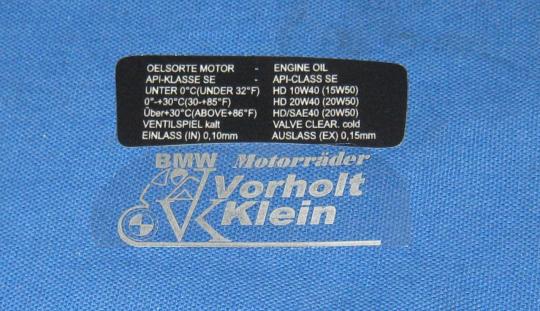 OELSORTE MOTOR - ENGINE OIL
API-KLASSE SE - API-CLASS SE
UNTER 0°C(UNDER 32°F) HD 10W40 (15W50)
0°-+30°C(30-+85°F) HD 20W40 (20W50)
Über+30°C(ABOVE+86°F) HD/SAE40 (20W50)
VENTILSPIEL kalt VALVE CLEAR. cold
EINLASS (IN) 0,10mm AUSLASS (EX) 0,15mm
BMW Motorräder
Vorholt
Klein
VK